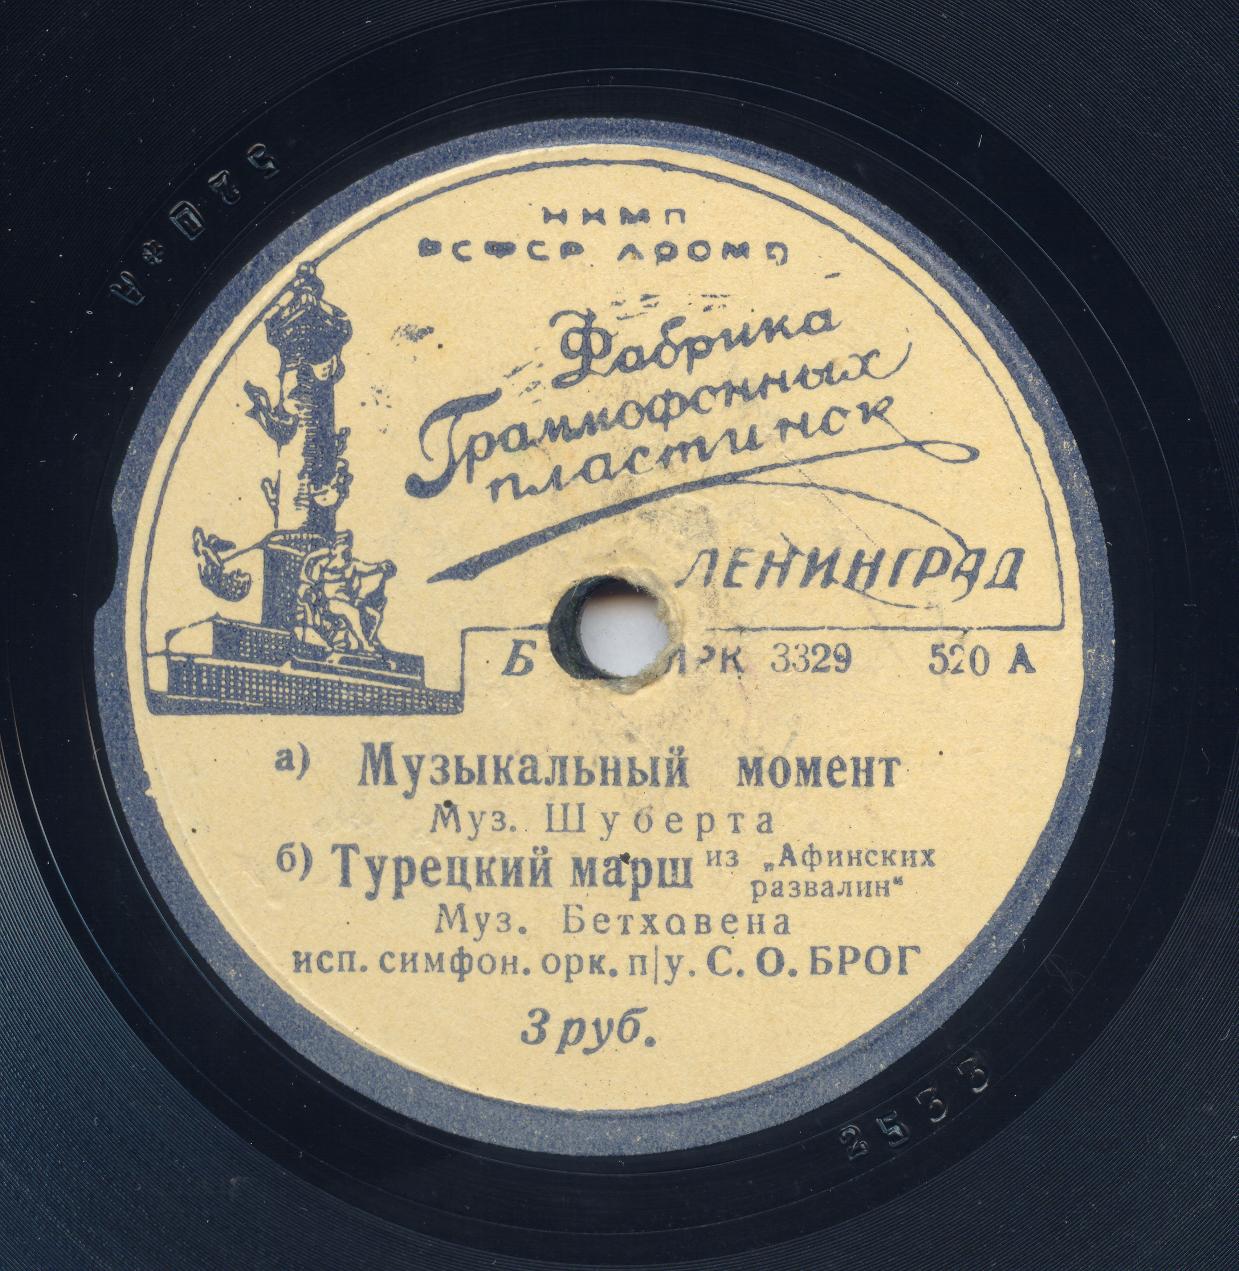 НКМП
РСФСР ЛРОМП
Фабрика
Граммофонных
пластинок
ЛЕНИНГРАД
АРК 3329 520 А
а) Музыкальный момент
Муз. Шуберта
б) Турецкий марш из „Афинских
развалин“
Муз. Бетховена
исп. симфон. орк. п|у. С. О. БРОГ
3 руб.
2533